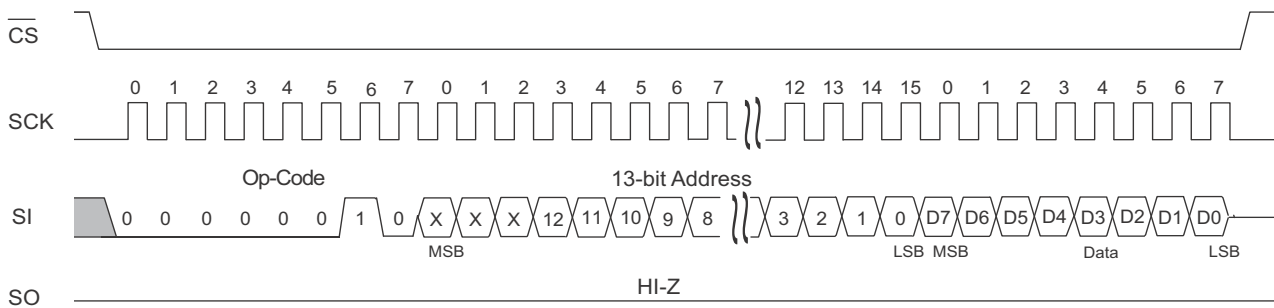 CS
0 1 2 3 4 5 6 7 0 1 2 3 4 5 6 7 12 13 14 15 0 1 2 3 4 5 6 7
SCK
Op-Code 13-bit Address
SI 0 0 0 0 0 0 1 0 X X X 12 11 10 9 8 3 2 1 0 D7 D6 D5 D4 D3 D2 D1 D0
MSB LSB MSB Data LSB
HI-Z
SO